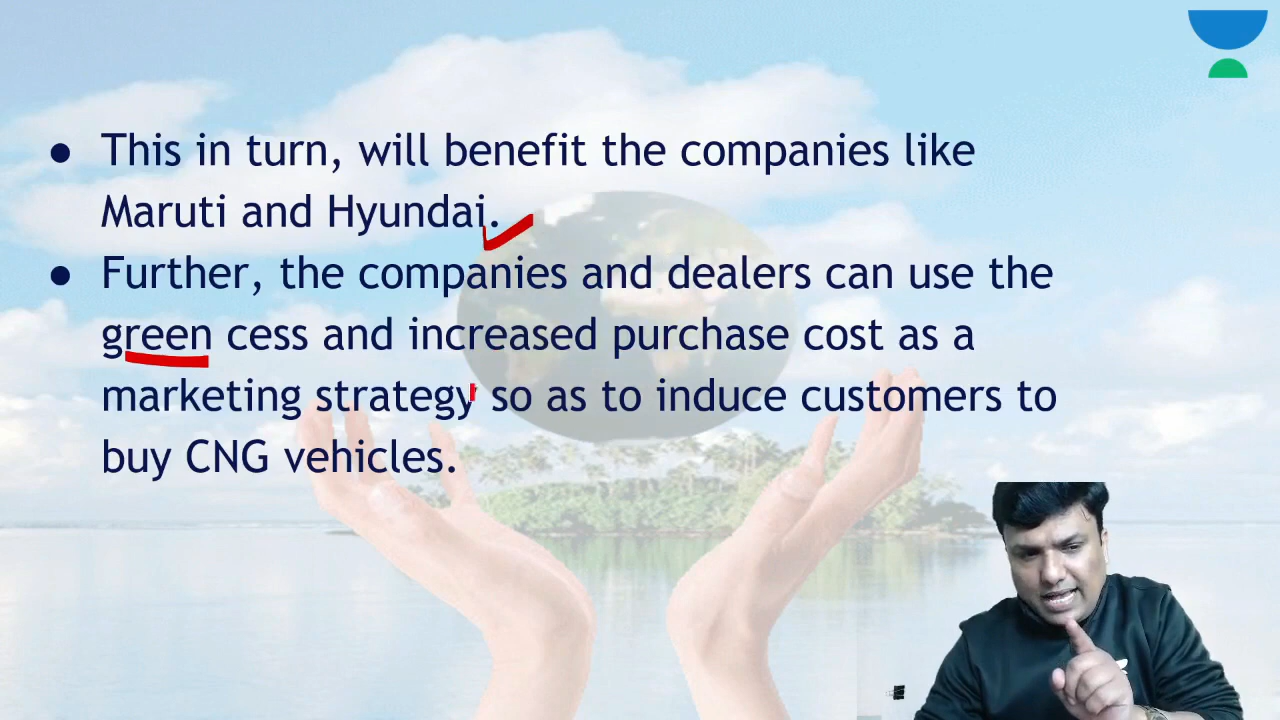 ● This in turn, will benefit the companies like
Maruti and Hyundai.
● Further, the companies and dealers can use the
green cess and increased purchase cost as a
marketing strategy so as to induce customers to
buy CNG vehicles.